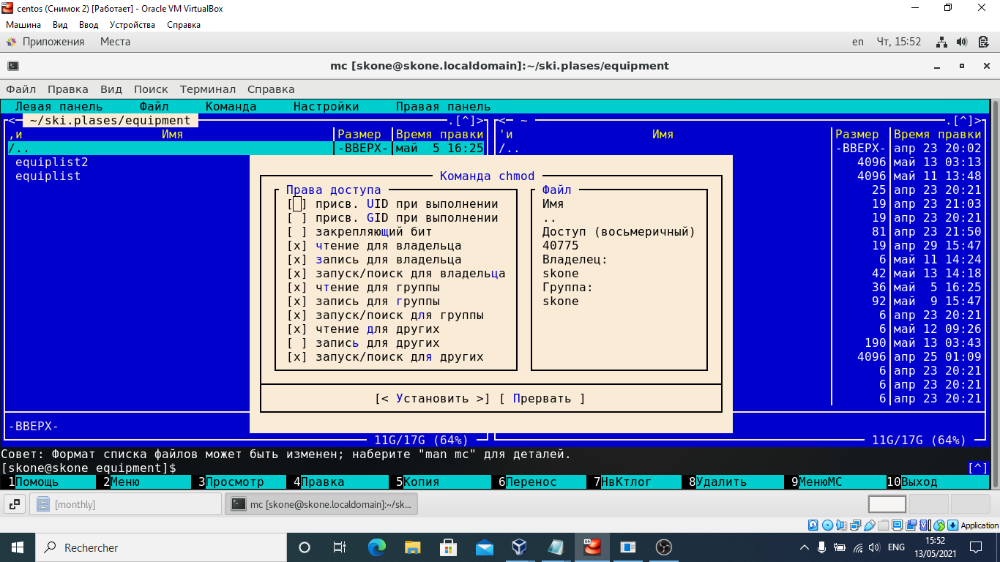 centos (Снимок 2) [Работает] - Oracle VM VirtualBox
Машина Вид Ввод Устройства Справка
Приложения Места en Чт, 15:52
mc [skone@skone.localdomain]:~/ski.plases/equipment
Файл Правка Вид Поиск Терминал Справка
Левая панель Файл Команда Настройки Правая панель
<— ~/ski.plases/equipment .[^]> <— ~ .[^]>
,и Имя Размер Время правки 'и Имя Размер Время правки
/.. -ВВЕРХ- май 5 16:25 /.. -ВВЕРХ- апр 23 20:02
equiplist2 4096 май 13 03:13
equiplist Команда chmod 4096 май 11 13:48
Права доступа Файл 25 апр 23 20:21
[ ] присв. UID при выполнении Имя 19 апр 23 21:03
[ ] присв. GID при выполнении .. 19 апр 23 20:21
[ ] закрепляющий бит Доступ (восьмеричный) 81 апр 23 21:50
[x] чтение для владельца 40775 19 апр 29 15:47
[x] запись для владельца Владелец: 6 май 11 14:24
[x] запуск/поиск для владельца skone 42 май 13 14:18
[x] чтение для группы Группа: 36 май 5 16:25
[x] запись для группы skone 92 май 9 15:47
[x] запуск/поиск для группы 6 апр 23 20:21
[x] чтение для других 6 май 12 09:26
[ ] запись для других 190 май 13 03:43
[x] запуск/поиск для других 4096 апр 25 01:09
6 апр 23 20:21
6 апр 23 20:21
[< Установить >] [ Прервать ] 6 апр 23 20:21
-ВВЕРХ-
11G/17G (64%) 11G/17G (64%)
Совет: Формат списка файлов может быть изменен; наберите "man mc" для деталей.
[skone@skone equipment]$ [^]
1Помощь 2Меню 3Просмотр 4Правка 5Копия 6Перенос 7НвКтлог 8Удалить 9МенюМС 10Выход
[monthly] mc [skone@skone.localdomain]:~/sk...
Application
Rechercher ENG 15:52
13/05/2021